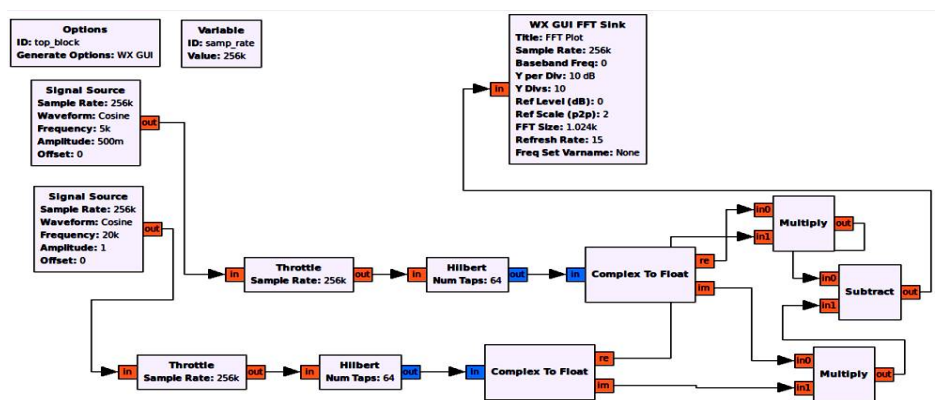 Options
ID: top_block
Generate Options: WX GUI
Variable
ID: samp_rate
Value: 256k
WX GUI FFT Sink
Title: FFT Plot
Sample Rate: 256k
Baseband Freq: 0
Y per Div: 10 dB
Y Divs: 10
Ref Level (dB): 0
Ref Scale (p2p): 2
FFT Size: 1.024k
Refresh Rate: 15
Freq Set Varname: None
in
Signal Source
Sample Rate: 256k
Waveform: Cosine
Frequency: 5k
Amplitude: 500m
Offset: 0
out
Signal Source
Sample Rate: 256k
Waveform: Cosine
Frequency: 20k
Amplitude: 1
Offset: 0
out
in
Throttle
Sample Rate: 256k
out
in
Hilbert
Num Taps: 64
out
in
Complex To Float
re
im
in0
in1
Multiply
out
in0
in1
Subtract
out
in
Throttle
Sample Rate: 256k
out
in
Hilbert
Num Taps: 64
out
in
Complex To Float
re
im
in0
in1
Multiply
out